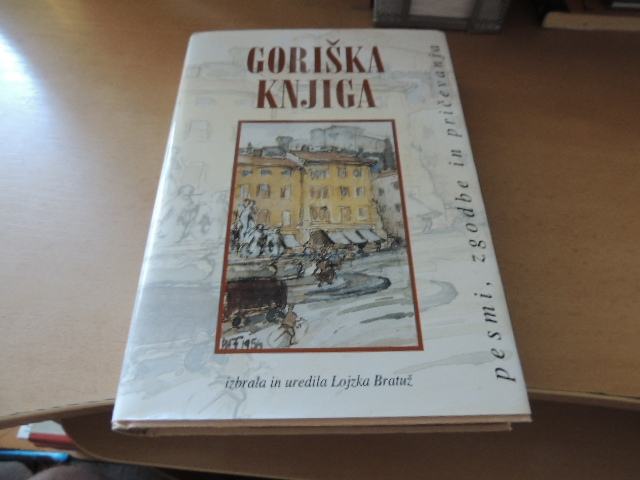 GORIŠKA
KNJIGA
pesmi, zgodbe in pričevanja
izbrala in uredila Lojzka Bratuž